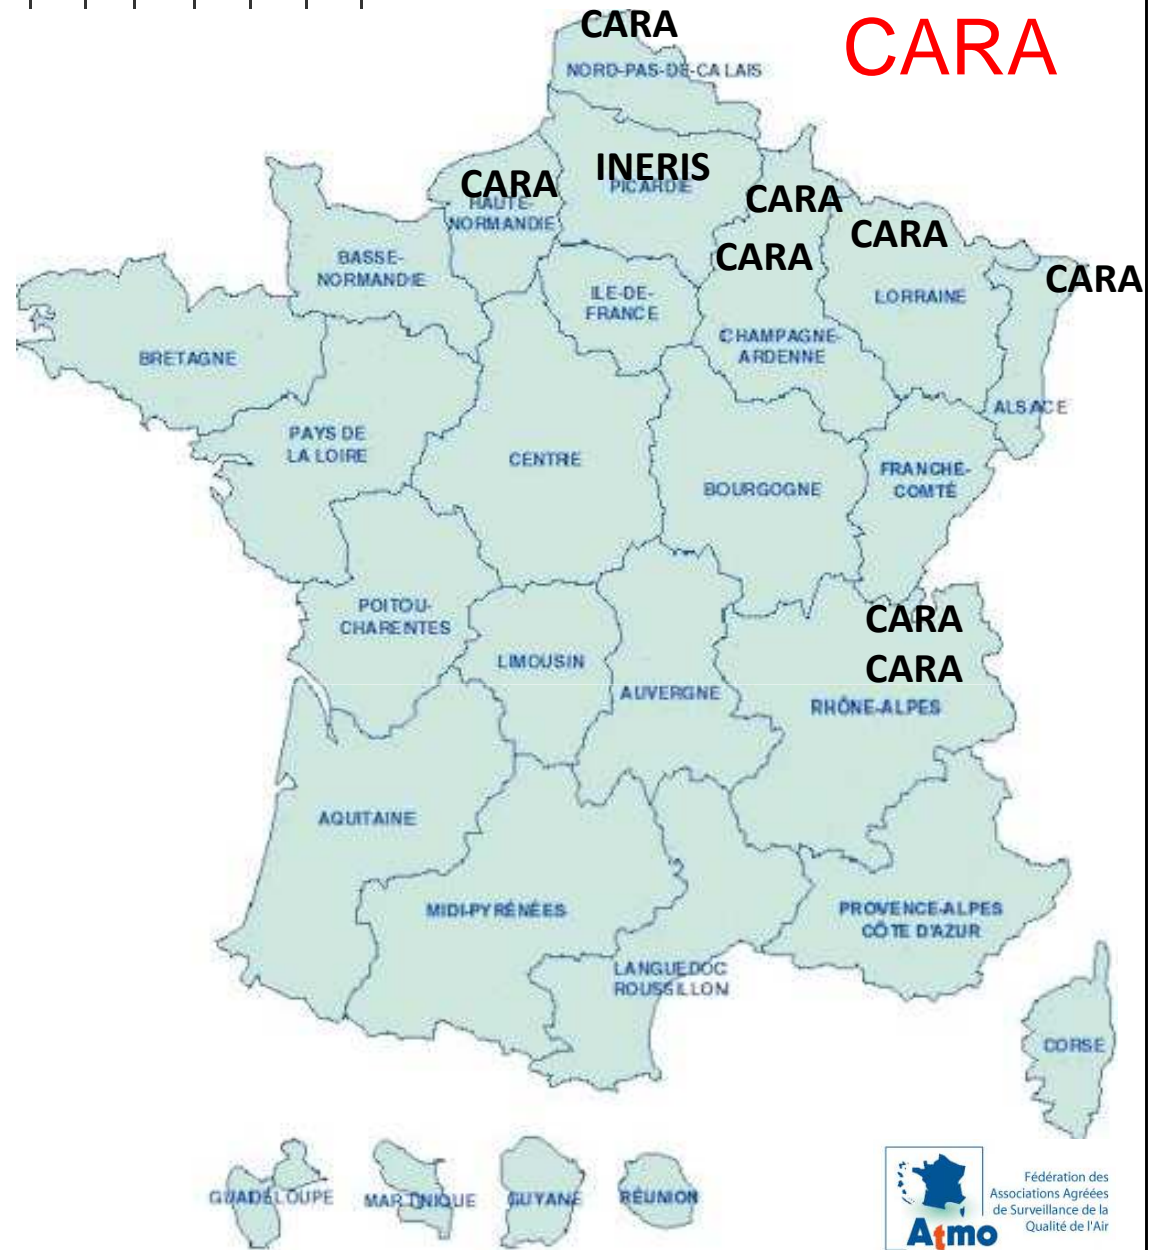 CARA
CARA
NORD-PAS-DE-CALAIS
INERIS
PICARDIE
CARA
HAUTE-
NORMANDIE
CARA
CARA
CARA
CARA
BASSE-
NORMANDIE
ILE-DE-
FRANCE
LORRAINE
CHAMPAGNE-
ARDENNE
BRETAGNE
ALSACE
PAYS DE
LA LOIRE
CENTRE
BOURGOGNE
FRANCHE-
COMTÉ
POITOU-
CHARENTES
CARA
CARA
LIMOUSIN
AUVERGNE
RHÔNE-ALPES
AQUITAINE
MIDI-PYRÉNÉES
PROVENCE-ALPES
CÔTE D'AZUR
LANGUEDOC
ROUSSILLON
CORSE
GUADELOUPE
MARTINIQUE
GUYANE
RÉUNION
Fédération des
Associations Agréées
de Surveillance de la
Qualité de l'Air
Atmo